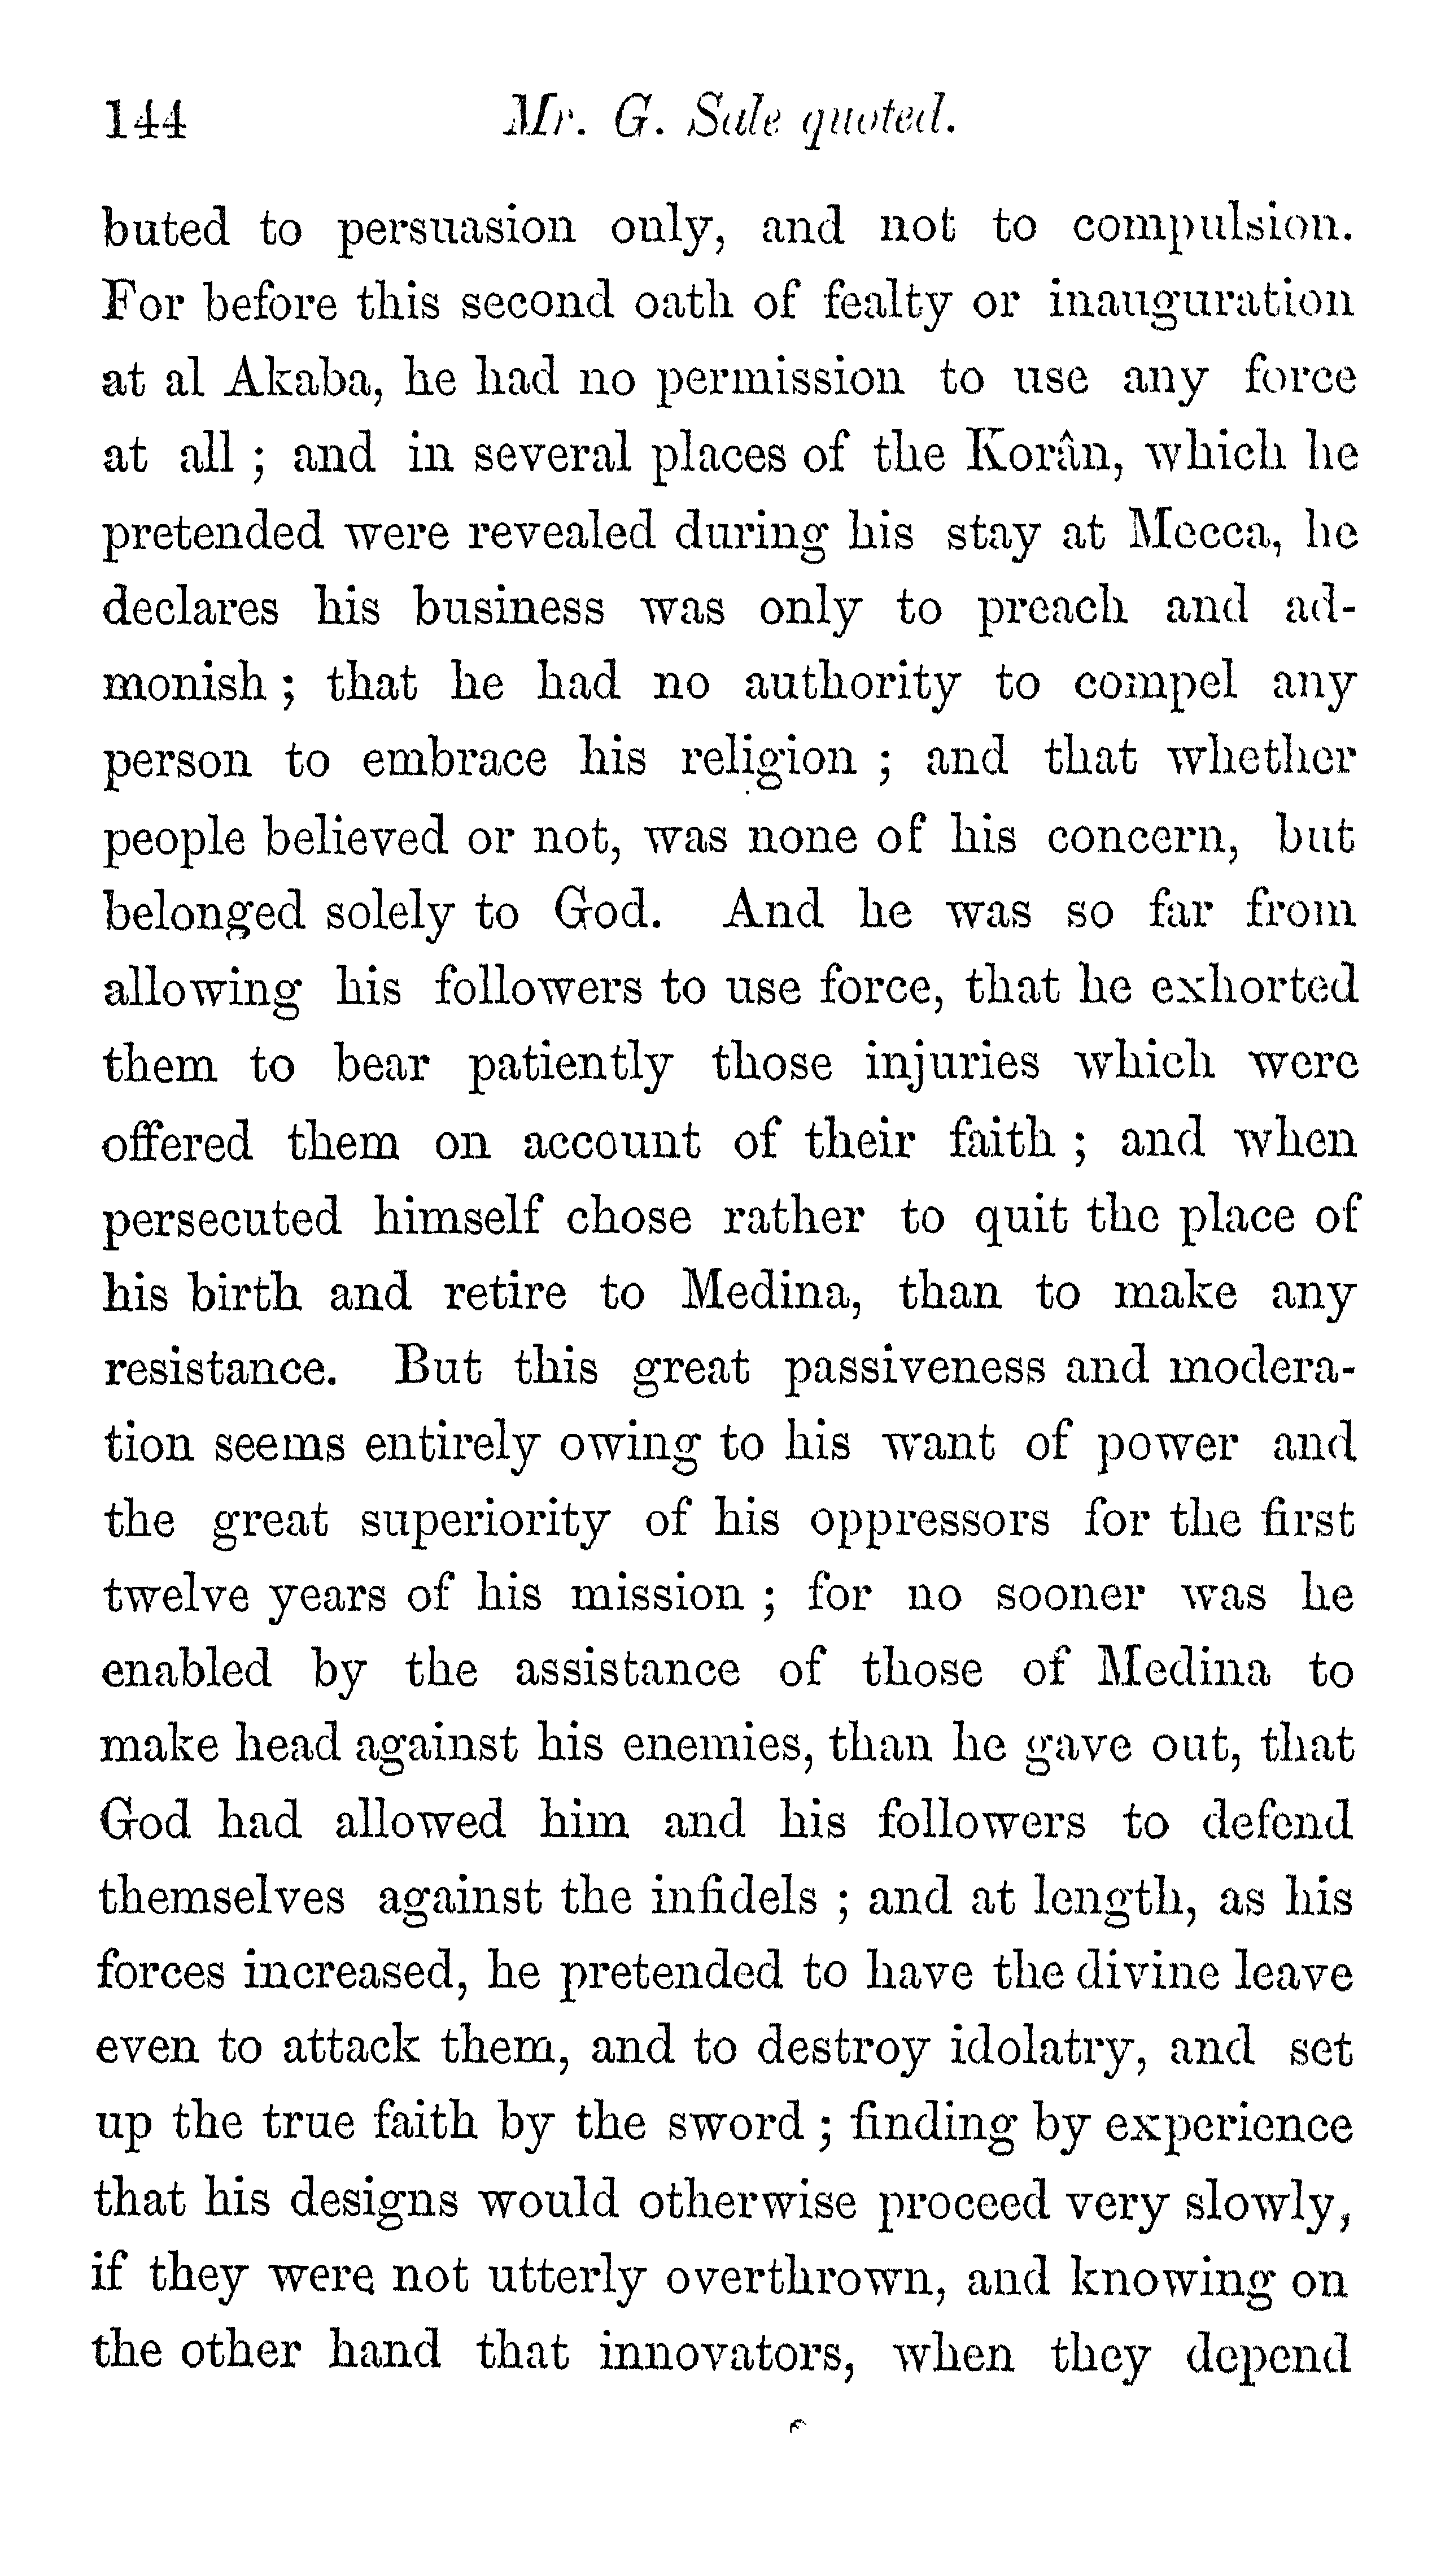 144 Mr. G. Sale quoted.
buted to persuasion only, and not to compulsion.
For before this second oath of fealty or inauguration
at al Akaba, he had no permission to use any force
at all ; and in several places of the Korân, which he
pretended were revealed during his stay at Mecca, he
declares his business was only to preach and ad-
monish ; that he had no authority to compel any
person to embrace his religion ; and that whether
people believed or not, was none of his concern, but
belonged solely to God. And he was so far from
allowing his followers to use force, that he exhorted
them to bear patiently those injuries which were
offered them on account of their faith ; and when
persecuted himself chose rather to quit the place of
his birth and retire to Medina, than to make any
resistance. But this great passiveness and modera-
tion seems entirely owing to his want of power and
the great superiority of his oppressors for the first
twelve years of his mission ; for no sooner was he
enabled by the assistance of those of Medina to
make head against his enemies, than he gave out, that
God had allowed him and his followers to defend
themselves against the infidels ; and at length, as his
forces increased, he pretended to have the divine leave
even to attack them, and to destroy idolatry, and set
up the true faith by the sword ; finding by experience
that his designs would otherwise proceed very slowly,
if they were not utterly overthrown, and knowing on
the other hand that innovators, when they depend